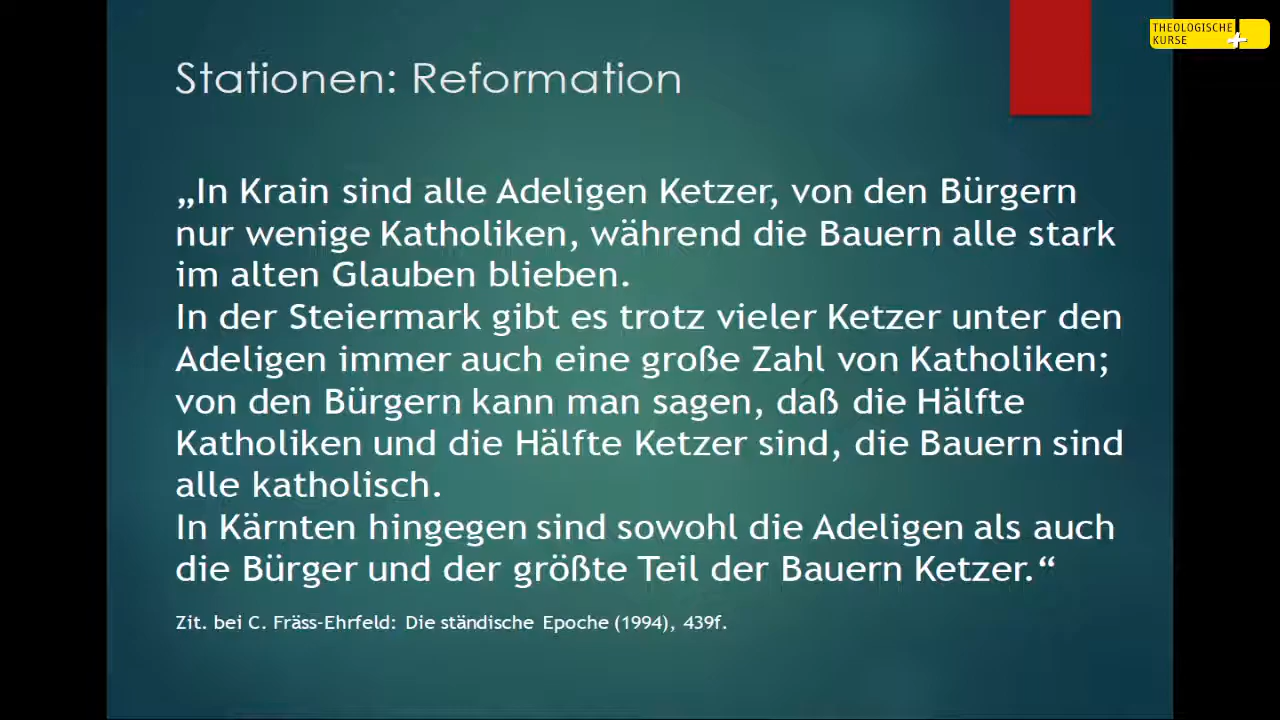 THEOLOGISCHE
KURSE
Stationen: Reformation
„In Krain sind alle Adeligen Ketzer, von den Bürgern
nur wenige Katholiken, während die Bauern alle stark
im alten Glauben blieben.
In der Steiermark gibt es trotz vieler Ketzer unter den
Adeligen immer auch eine große Zahl von Katholiken;
von den Bürgern kann man sagen, daß die Hälfte
Katholiken und die Hälfte Ketzer sind, die Bauern sind
alle katholisch.
In Kärnten hingegen sind sowohl die Adeligen als auch
die Bürger und der größte Teil der Bauern Ketzer.“
Zit. bei C. Fräss-Ehrfeld: Die ständische Epoche (1994), 439f.